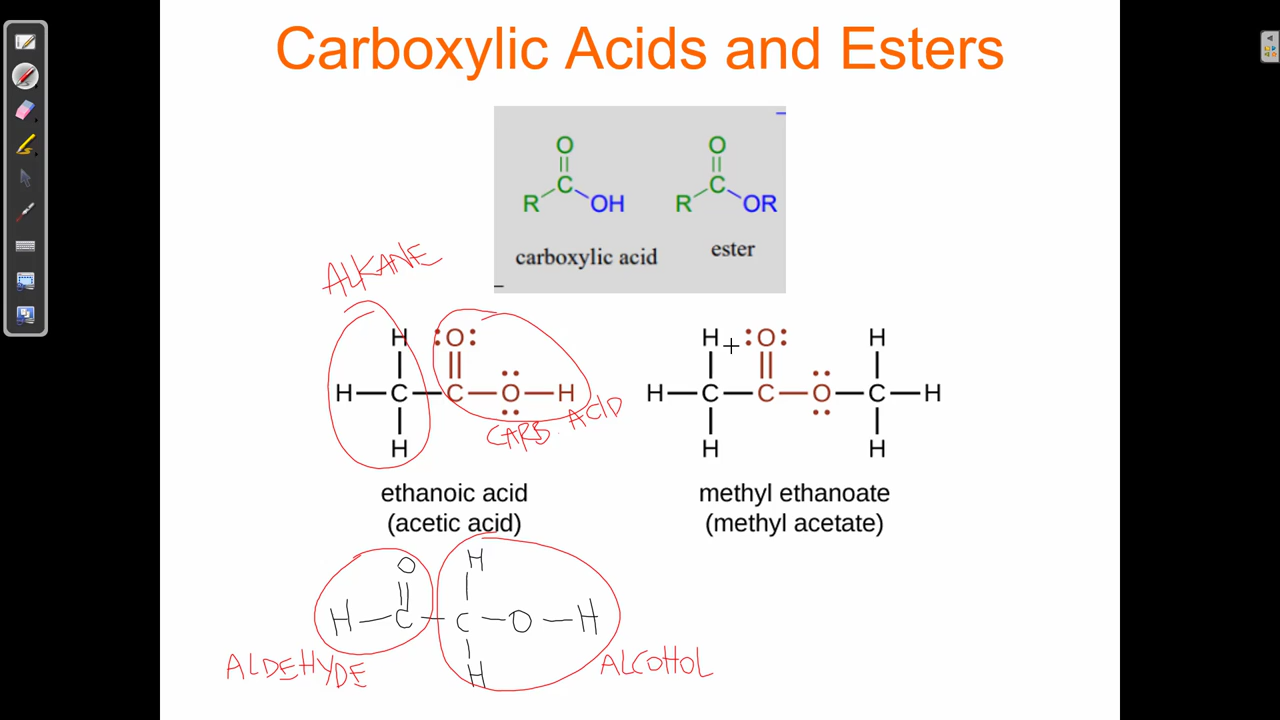 Carboxylic Acids and Esters
O O
C C
R OH R OR
carboxylic acid ester
ALKANE
H :O: H :O:
H C C O H H C C O C H
H H H
CARB. ACID
ethanoic acid methyl ethanoate
(acetic acid) (methyl acetate)
O H
H C C O H
H
ALDEHYDE ALCOHOL